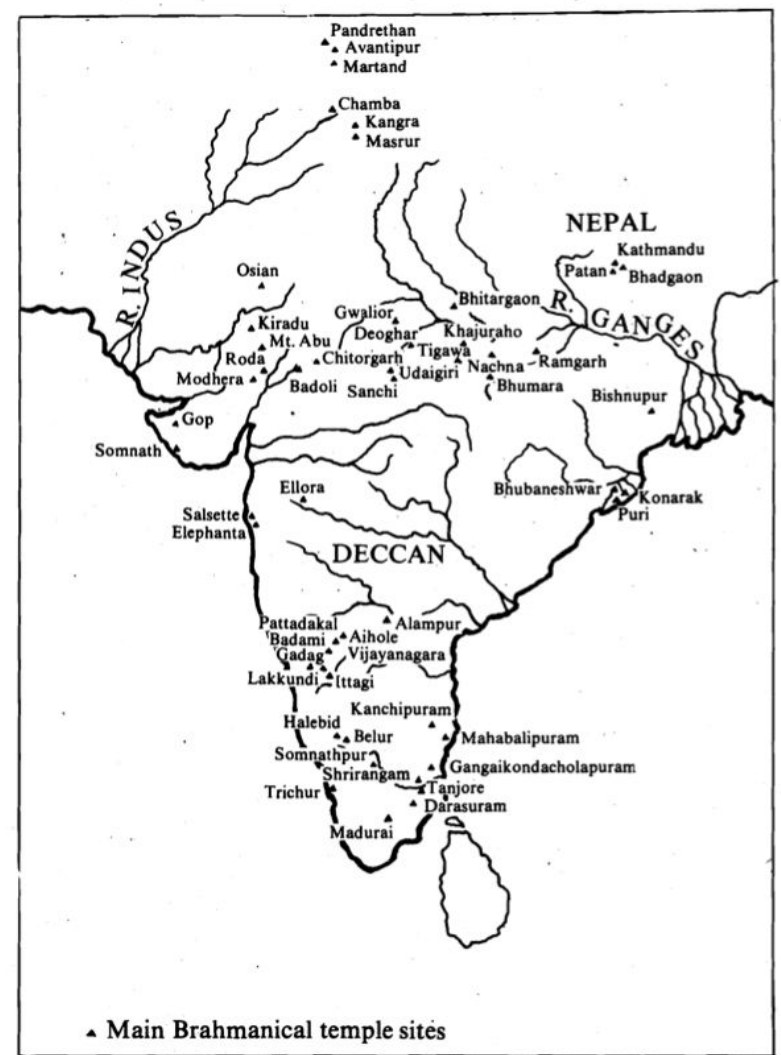 Pandrethan
Avantipur
Martand
Chamba
Kangra
Masrur
R. INDUS
NEPAL
Kathmandu
Patan
Bhadgaon
Osian
Bhitargaon
R. GANGES
Gwalior
Kiradu
Deoghar
Khajuraho
Mt. Abu
Tigawa
Roda
Chitorgarh
Nachna
Ramgarh
Udaigiri
Modhera
Badoli
Sanchi
Bhumara
Bishnupur
Gop
Somnath
Ellora
Bhubaneshwar
Konarak
Puri
Salsette
Elephanta
DECCAN
Pattadakal
Alampur
Badami
Aihole
Gadag
Vijayanagara
Lakkundi
Ittagi
Kanchipuram
Halebid
Belur
Mahabalipuram
Somnathpur
Gangaikondacholapuram
Shrirangam
Trichur
Tanjore
Darasuram
Madurai
Main Brahmanical temple sites